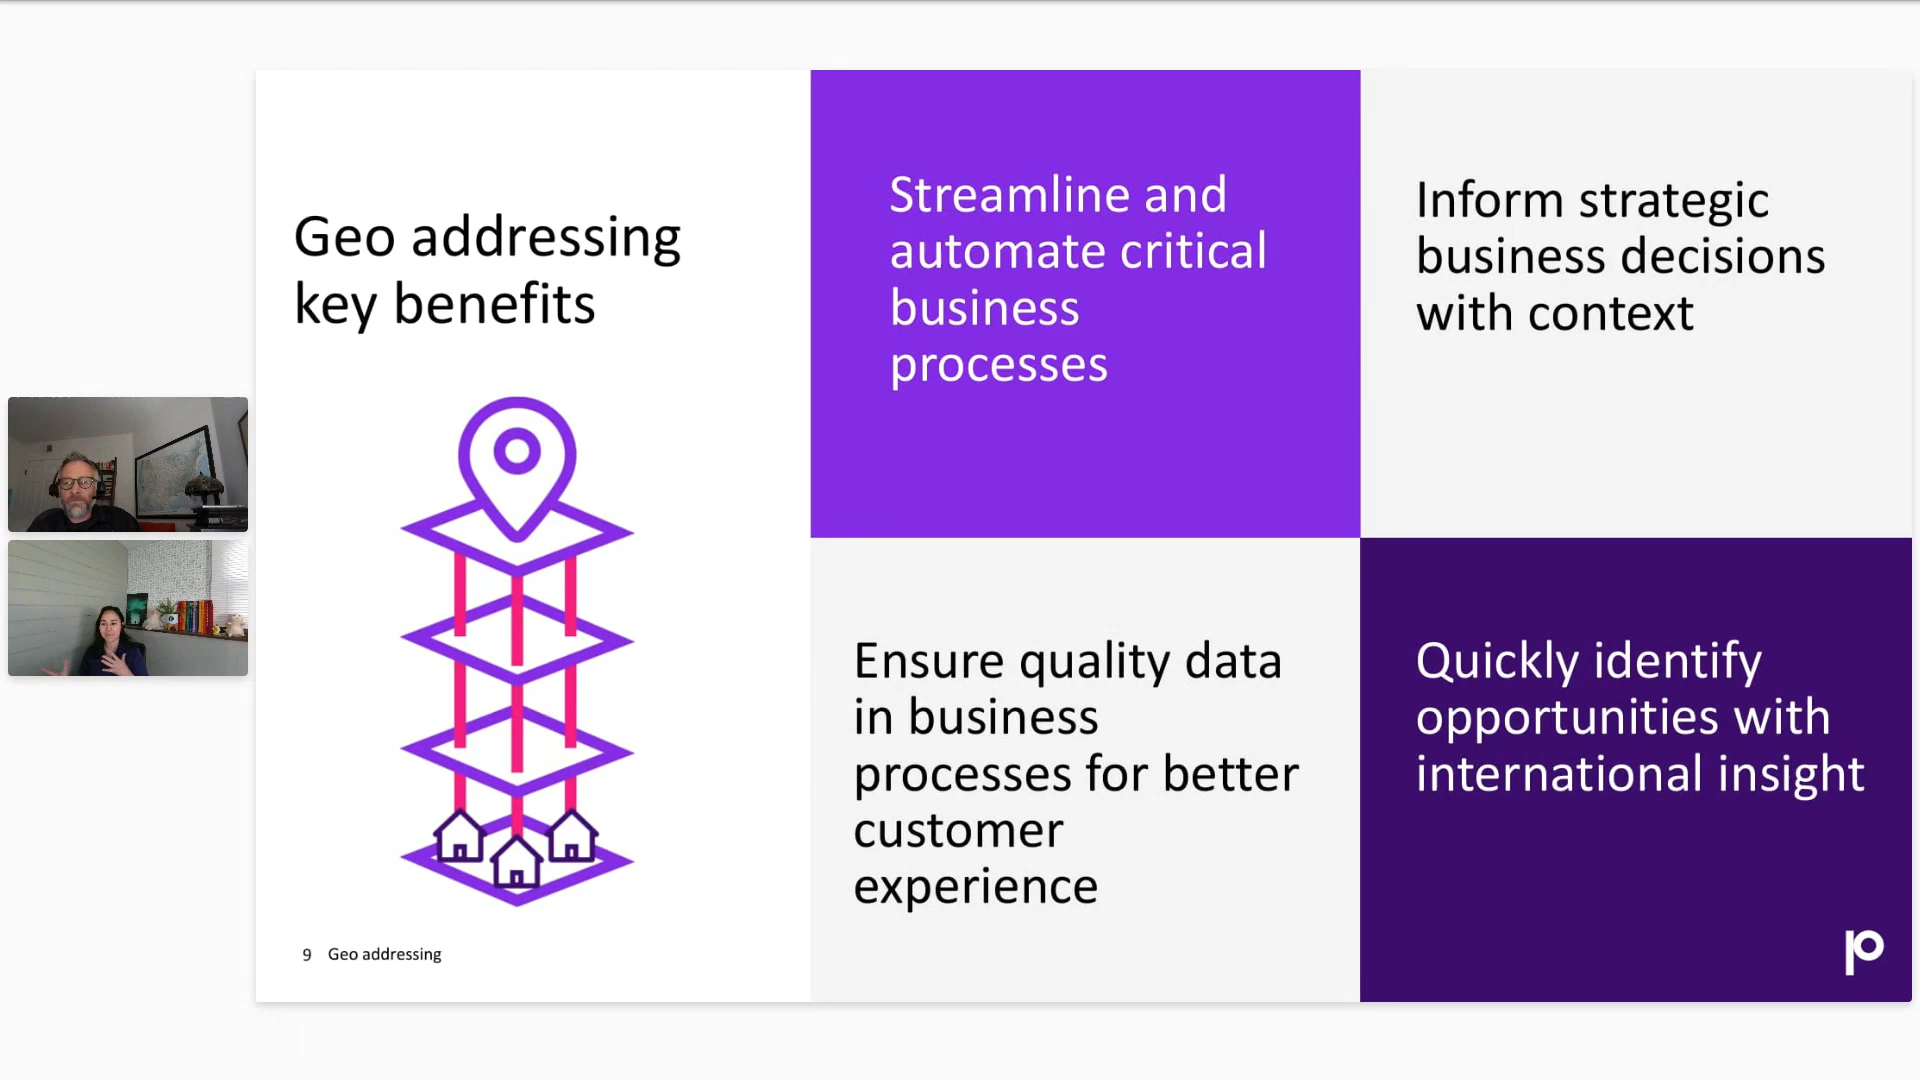 Geo addressing
key benefits
Streamline and
automate critical
business
processes
Inform strategic
business decisions
with context
Ensure quality data
in business
processes for better
customer
experience
Quickly identify
opportunities with
international insight
9 Geo addressing